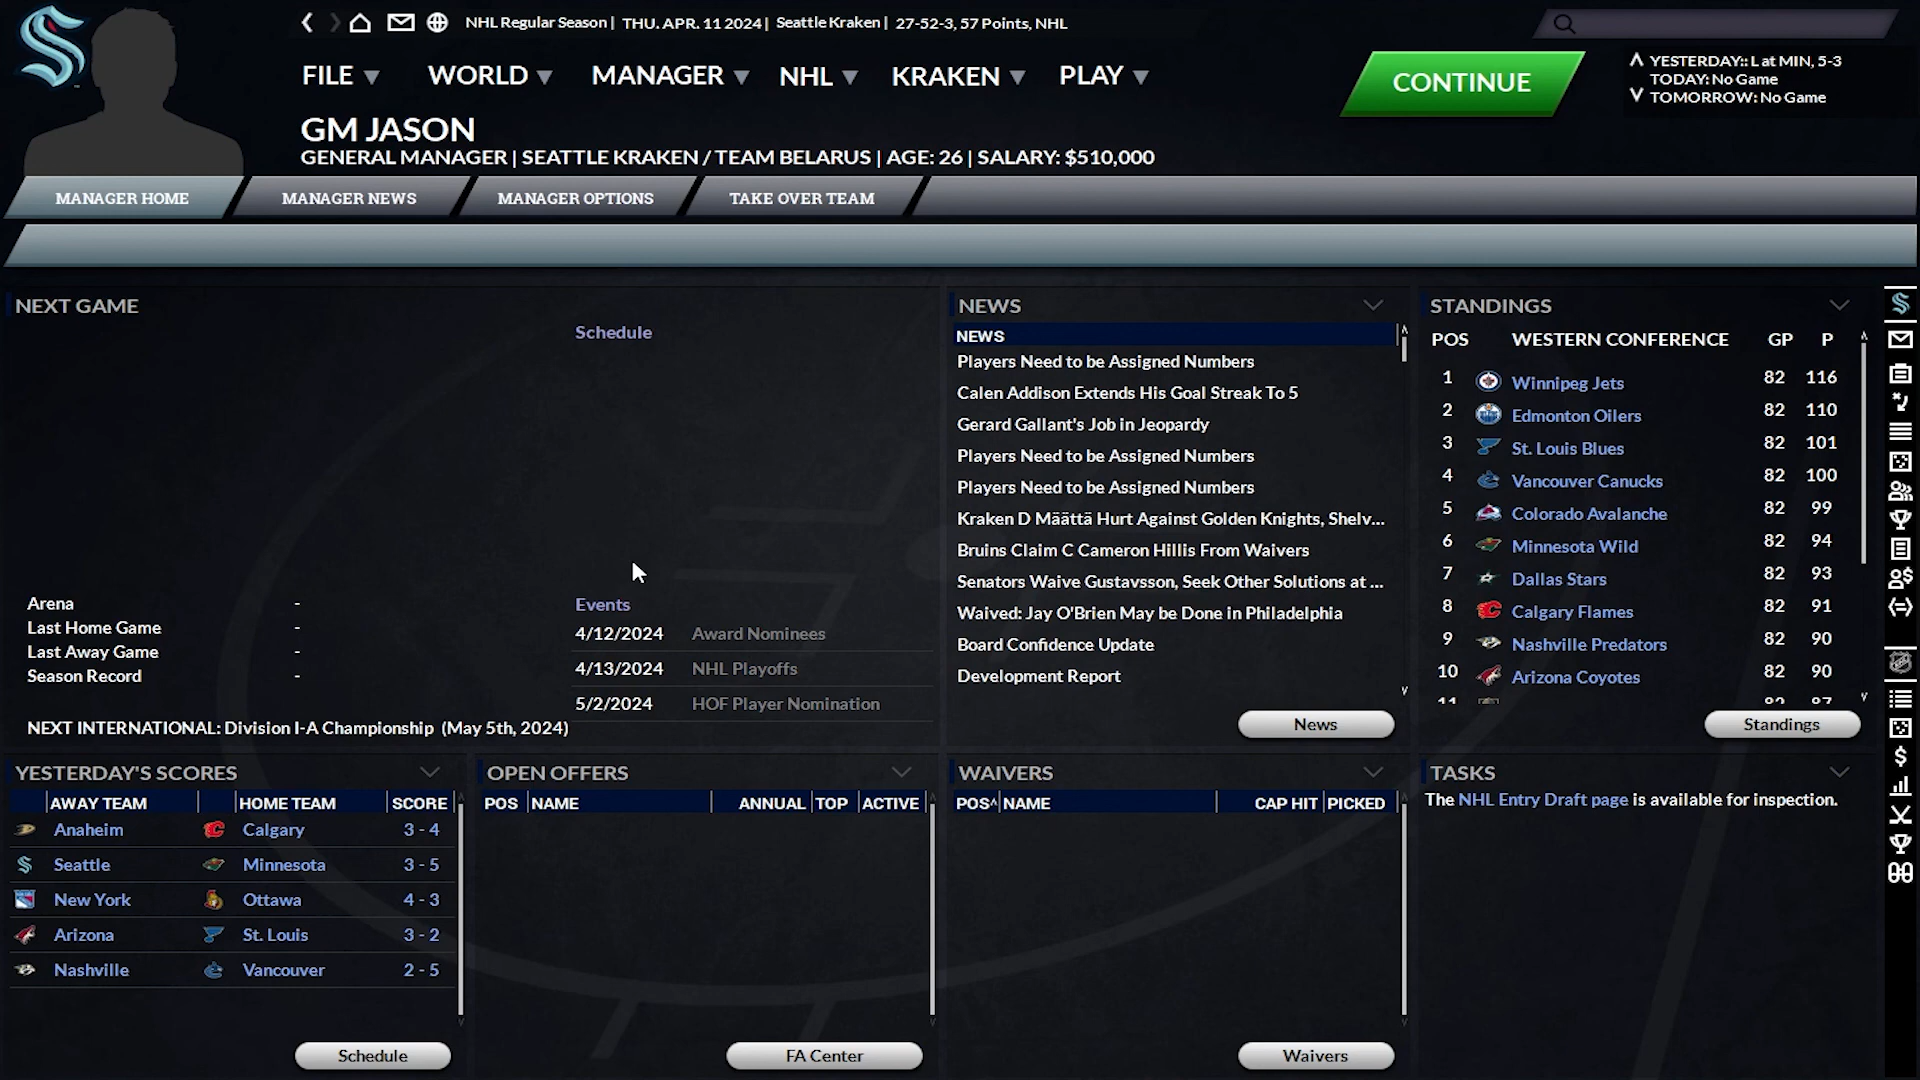 NHL Regular Season | THU. APR. 11 2024 | Seattle Kraken | 27-52-3, 57 Points, NHL
FILE WORLD MANAGER NHL KRAKEN PLAY
CONTINUE
YESTERDAY:: L at MIN, 5-3
TODAY: No Game
TOMORROW: No Game
GM JASON
GENERAL MANAGER | SEATTLE KRAKEN / TEAM BELARUS | AGE: 26 | SALARY: $510,000
MANAGER HOME MANAGER NEWS MANAGER OPTIONS TAKE OVER TEAM
NEXT GAME
Schedule
Arena -
Last Home Game -
Last Away Game -
Season Record -
Events
4/12/2024 Award Nominees
4/13/2024 NHL Playoffs
5/2/2024 HOF Player Nomination
NEXT INTERNATIONAL: Division I-A Championship (May 5th, 2024)
NEWS
NEWS
Players Need to be Assigned Numbers
Calen Addison Extends His Goal Streak To 5
Gerard Gallant's Job in Jeopardy
Players Need to be Assigned Numbers
Players Need to be Assigned Numbers
Kraken D Määttä Hurt Against Golden Knights, Shelv...
Bruins Claim C Cameron Hillis From Waivers
Senators Waive Gustavsson, Seek Other Solutions at ...
Waived: Jay O'Brien May be Done in Philadelphia
Board Confidence Update
Development Report
News
STANDINGS
POS WESTERN CONFERENCE GP P
1 Winnipeg Jets 82 116
2 Edmonton Oilers 82 110
3 St. Louis Blues 82 101
4 Vancouver Canucks 82 100
5 Colorado Avalanche 82 99
6 Minnesota Wild 82 94
7 Dallas Stars 82 93
8 Calgary Flames 82 91
9 Nashville Predators 82 90
10 Arizona Coyotes 82 90
11 82 87
Standings
YESTERDAY'S SCORES
AWAY TEAM HOME TEAM SCORE
Anaheim Calgary 3 - 4
Seattle Minnesota 3 - 5
New York Ottawa 4 - 3
Arizona St. Louis 3 - 2
Nashville Vancouver 2 - 5
Schedule
OPEN OFFERS
POS NAME ANNUAL TOP ACTIVE
FA Center
WAIVERS
POS NAME CAP HIT PICKED
Waivers
TASKS
The NHL Entry Draft page is available for inspection.